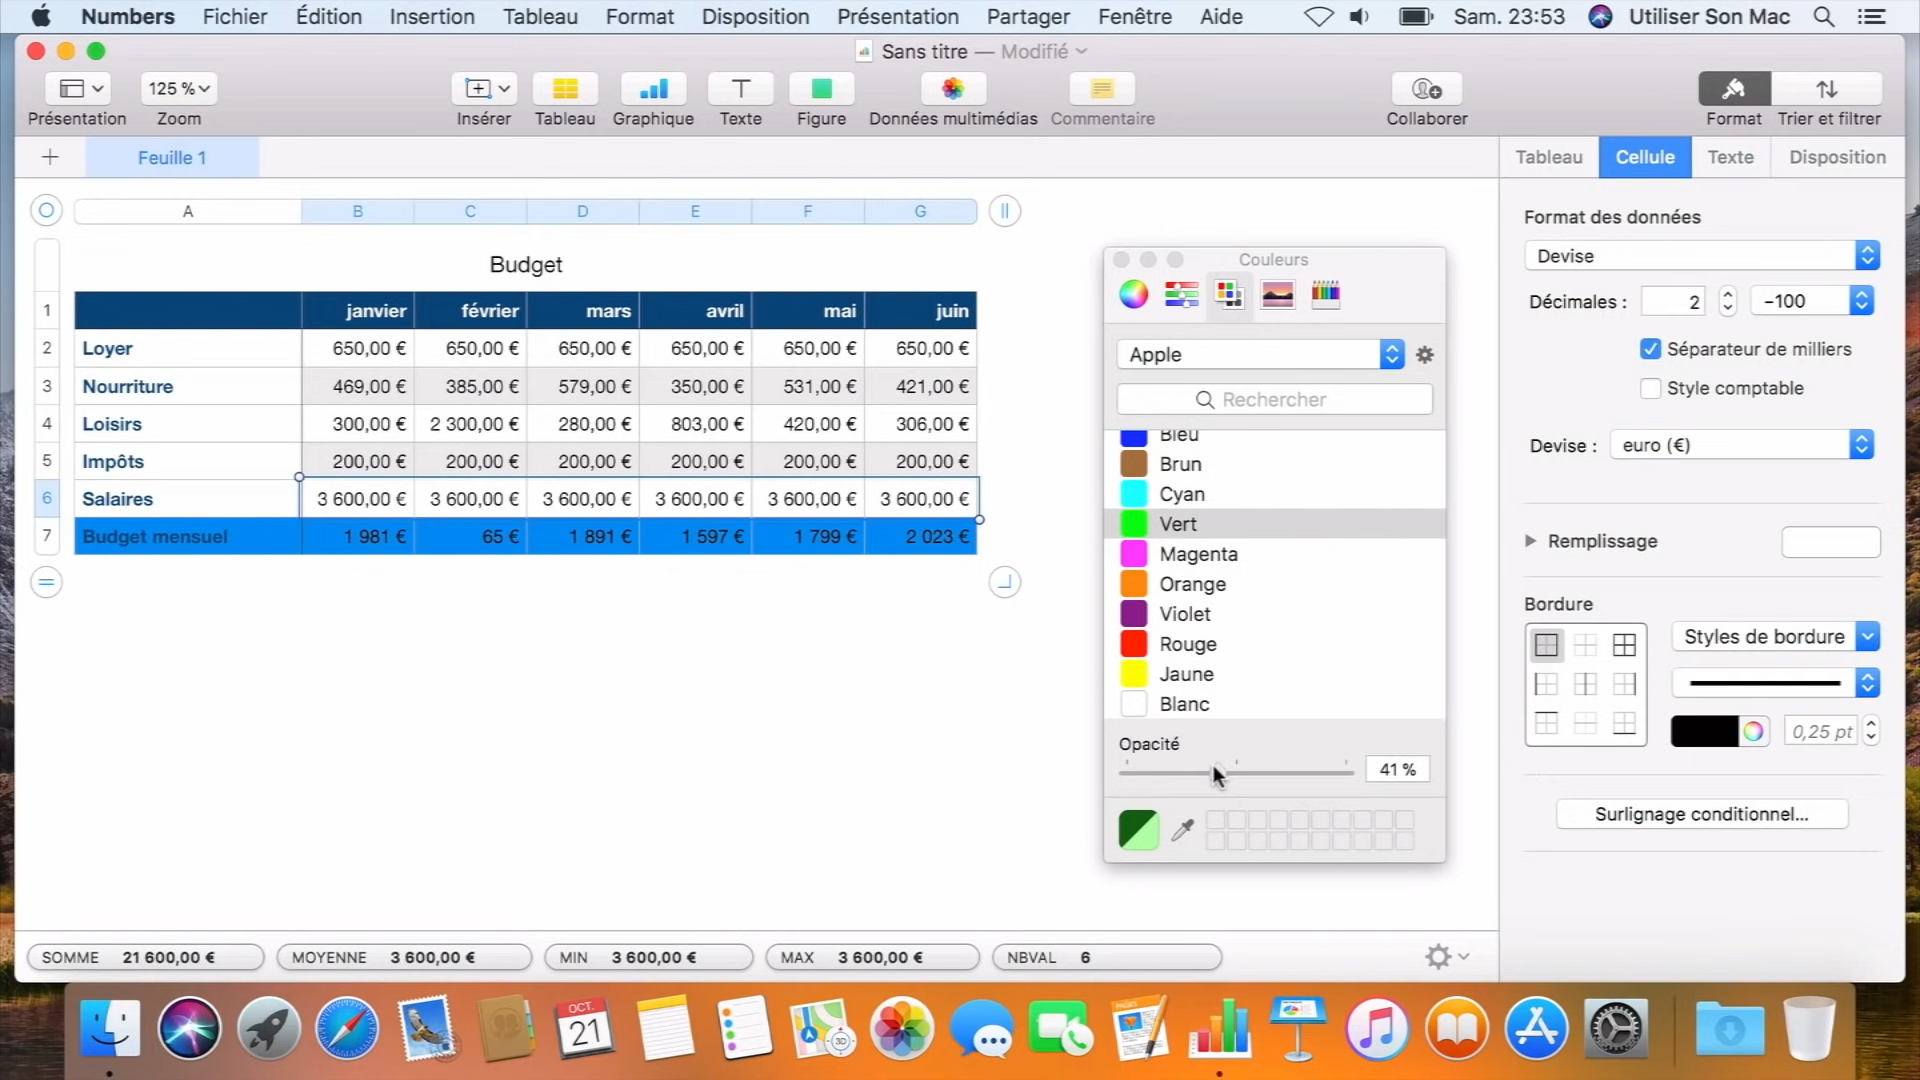 Numbers Fichier Édition Insertion Tableau Format Disposition Présentation Partager Fenêtre Aide Sam. 23:53 Utiliser Son Mac
Sans titre — Modifié
125 %
Présentation Zoom Insérer Tableau Graphique Texte Figure Données multimédias Commentaire Collaborer Format Trier et filtrer
Feuille 1
Tableau Cellule Texte Disposition
A B C D E F G
Budget
1 janvier février mars avril mai juin
2 Loyer 650,00 € 650,00 € 650,00 € 650,00 € 650,00 € 650,00 €
3 Nourriture 469,00 € 385,00 € 579,00 € 350,00 € 531,00 € 421,00 €
4 Loisirs 300,00 € 2 300,00 € 280,00 € 803,00 € 420,00 € 306,00 €
5 Impôts 200,00 € 200,00 € 200,00 € 200,00 € 200,00 € 200,00 €
6 Salaires 3 600,00 € 3 600,00 € 3 600,00 € 3 600,00 € 3 600,00 € 3 600,00 €
7 Budget mensuel 1 981 € 65 € 1 891 € 1 597 € 1 799 € 2 023 €
Couleurs
Apple
Rechercher
Bleu
Brun
Cyan
Vert
Magenta
Orange
Violet
Rouge
Jaune
Blanc
Opacité
41 %
Format des données
Devise
Décimales : 2 −100
Séparateur de milliers
Style comptable
Devise : euro (€)
Remplissage
Bordure
Styles de bordure
0,25 pt
Surlignage conditionnel...
SOMME 21 600,00 € MOYENNE 3 600,00 € MIN 3 600,00 € MAX 3 600,00 € NBVAL 6
OCT.
21
3D
PAGES